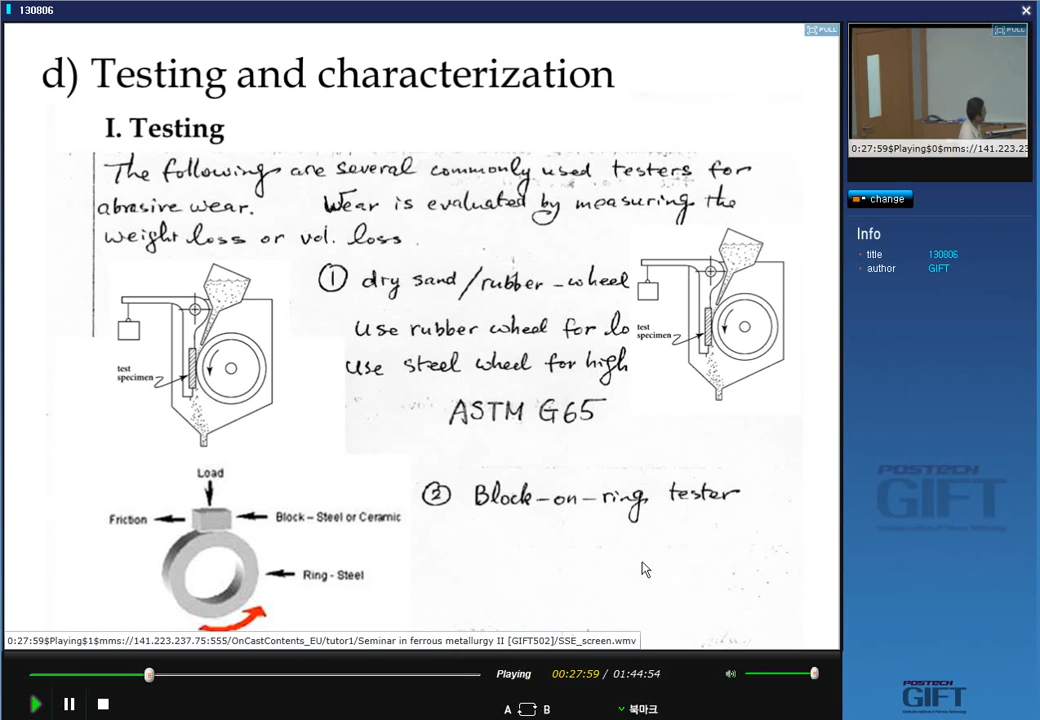 130806
FULL
d) Testing and characterization
I. Testing
The following are several commonly used testers for
abrasive wear. Wear is evaluated by measuring the
weight loss or vol. loss.
① dry sand/rubber-wheel
use rubber wheel for lo
use steel wheel for high
ASTM G65
test
specimen
test
specimen
Load
Friction
Block - Steel or Ceramic
Ring - Steel
② Block-on-ring tester
FULL
0:27:59$Playing$0$mms://141.223.23
change
Info
title 130806
author GIFT
POSTECH
GIFT
0:27:59$Playing$1$mms://141.223.237.75:555/OnCastContents_EU/tutor1/Seminar in ferrous metallurgy II [GIFT502]/SSE_screen.wmv
Playing 00:27:59 / 01:44:54
A B
북마크
POSTECH
GIFT